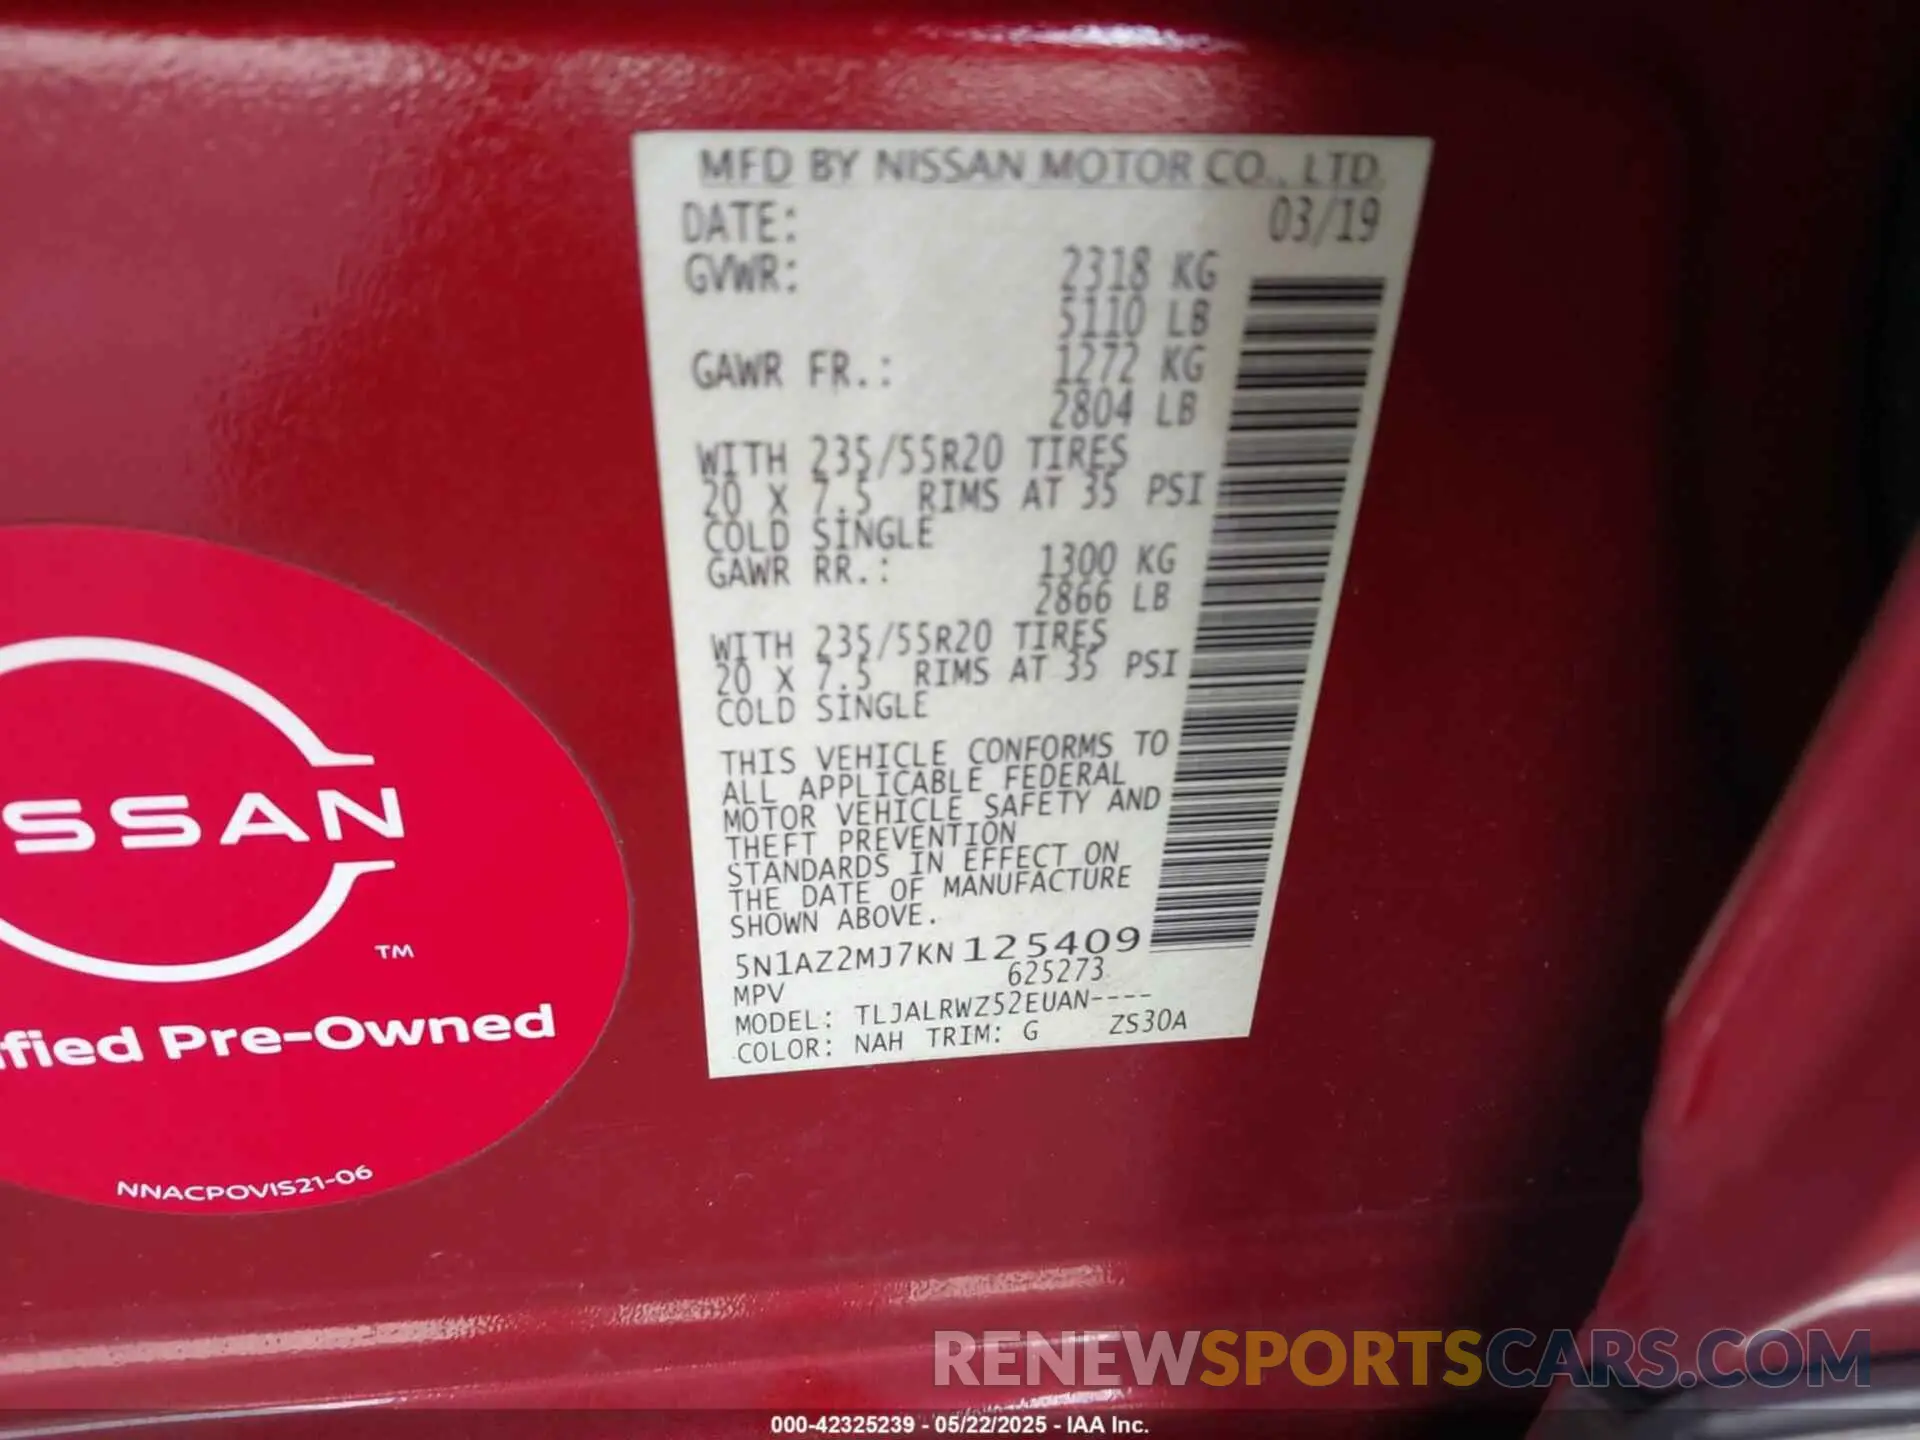 MFD BY NISSAN MOTOR CO., LTD.
DATE: 03/19
GVWR: 2318 KG
5110 LB
GAWR FR.: 1272 KG
2804 LB
WITH 235/55R20 TIRES
20 X 7.5 RIMS AT 35 PSI
COLD SINGLE
GAWR RR.: 1300 KG
2866 LB
WITH 235/55R20 TIRES
20 X 7.5 RIMS AT 35 PSI
COLD SINGLE
THIS VEHICLE CONFORMS TO
ALL APPLICABLE FEDERAL
MOTOR VEHICLE SAFETY AND
THEFT PREVENTION
STANDARDS IN EFFECT ON
THE DATE OF MANUFACTURE
SHOWN ABOVE.
5N1AZ2MJ7KN125409
625273
MPV
MODEL: TLJALRWZ52EUAN----
COLOR: NAH TRIM: G ZS30A
ISSAN
TM
ified Pre-Owned
NNACPOVIS21-06
RENEWSPORTSCARS.COM
000-42325239 - 05/22/2025 - IAA Inc.